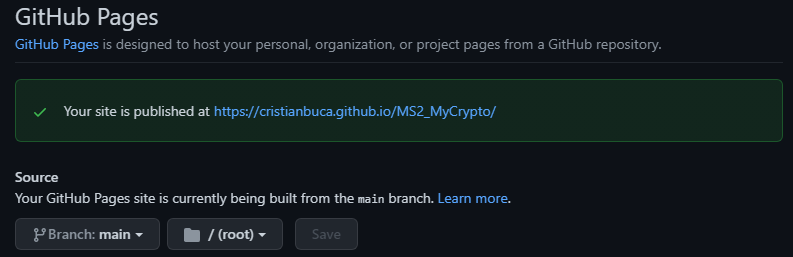 GitHub Pages
GitHub Pages is designed to host your personal, organization, or project pages from a GitHub repository.
Your site is published at https://cristianbuca.github.io/MS2_MyCrypto/
Source
Your GitHub Pages site is currently being built from the main branch. Learn more.
Branch: main / (root) Save